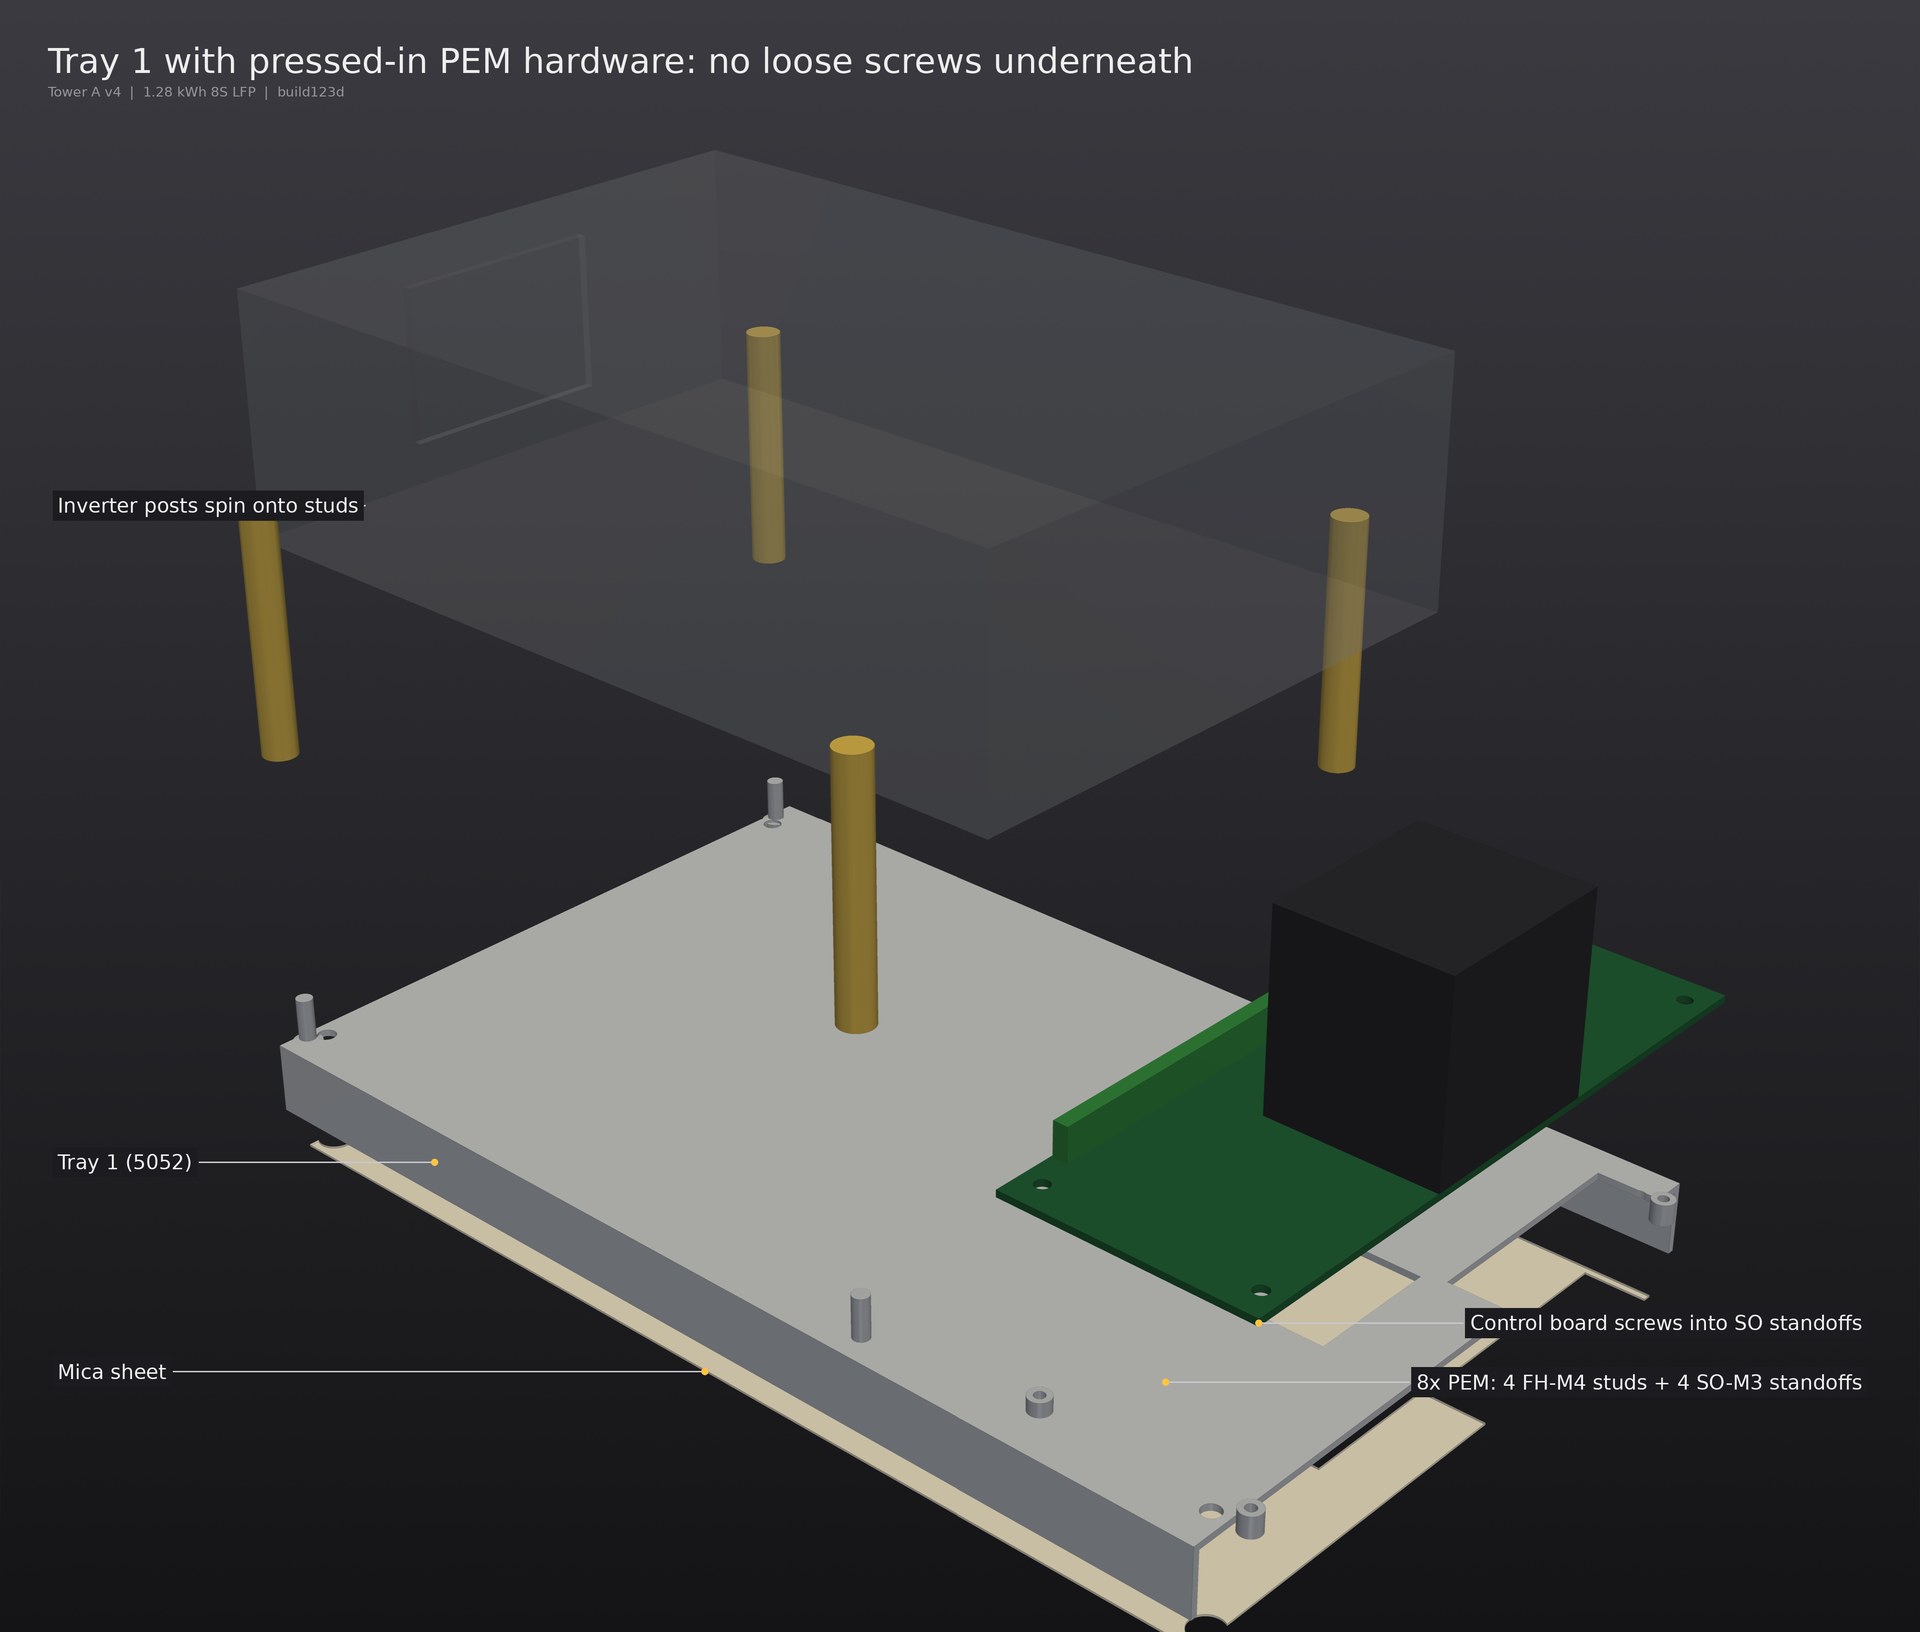 Tray 1 with pressed-in PEM hardware: no loose screws underneath
Tower A v4 | 1.28 kWh 8S LFP | build123d
Inverter posts spin onto studs
Tray 1 (5052)
Control board screws into SO standoffs
Mica sheet
8x PEM: 4 FH-M4 studs + 4 SO-M3 standoffs